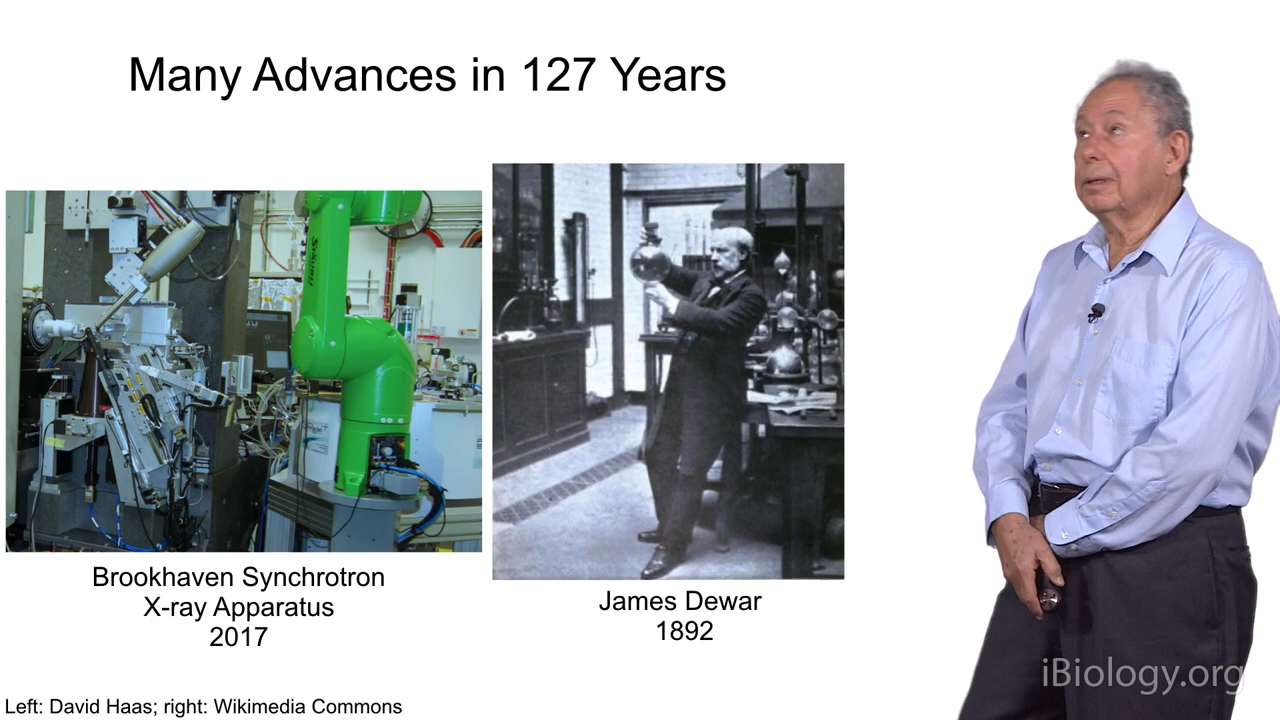 Many Advances in 127 Years
Brookhaven Synchrotron
X-ray Apparatus
2017
James Dewar
1892
Left: David Haas; right: Wikimedia Commons
iBiology.org